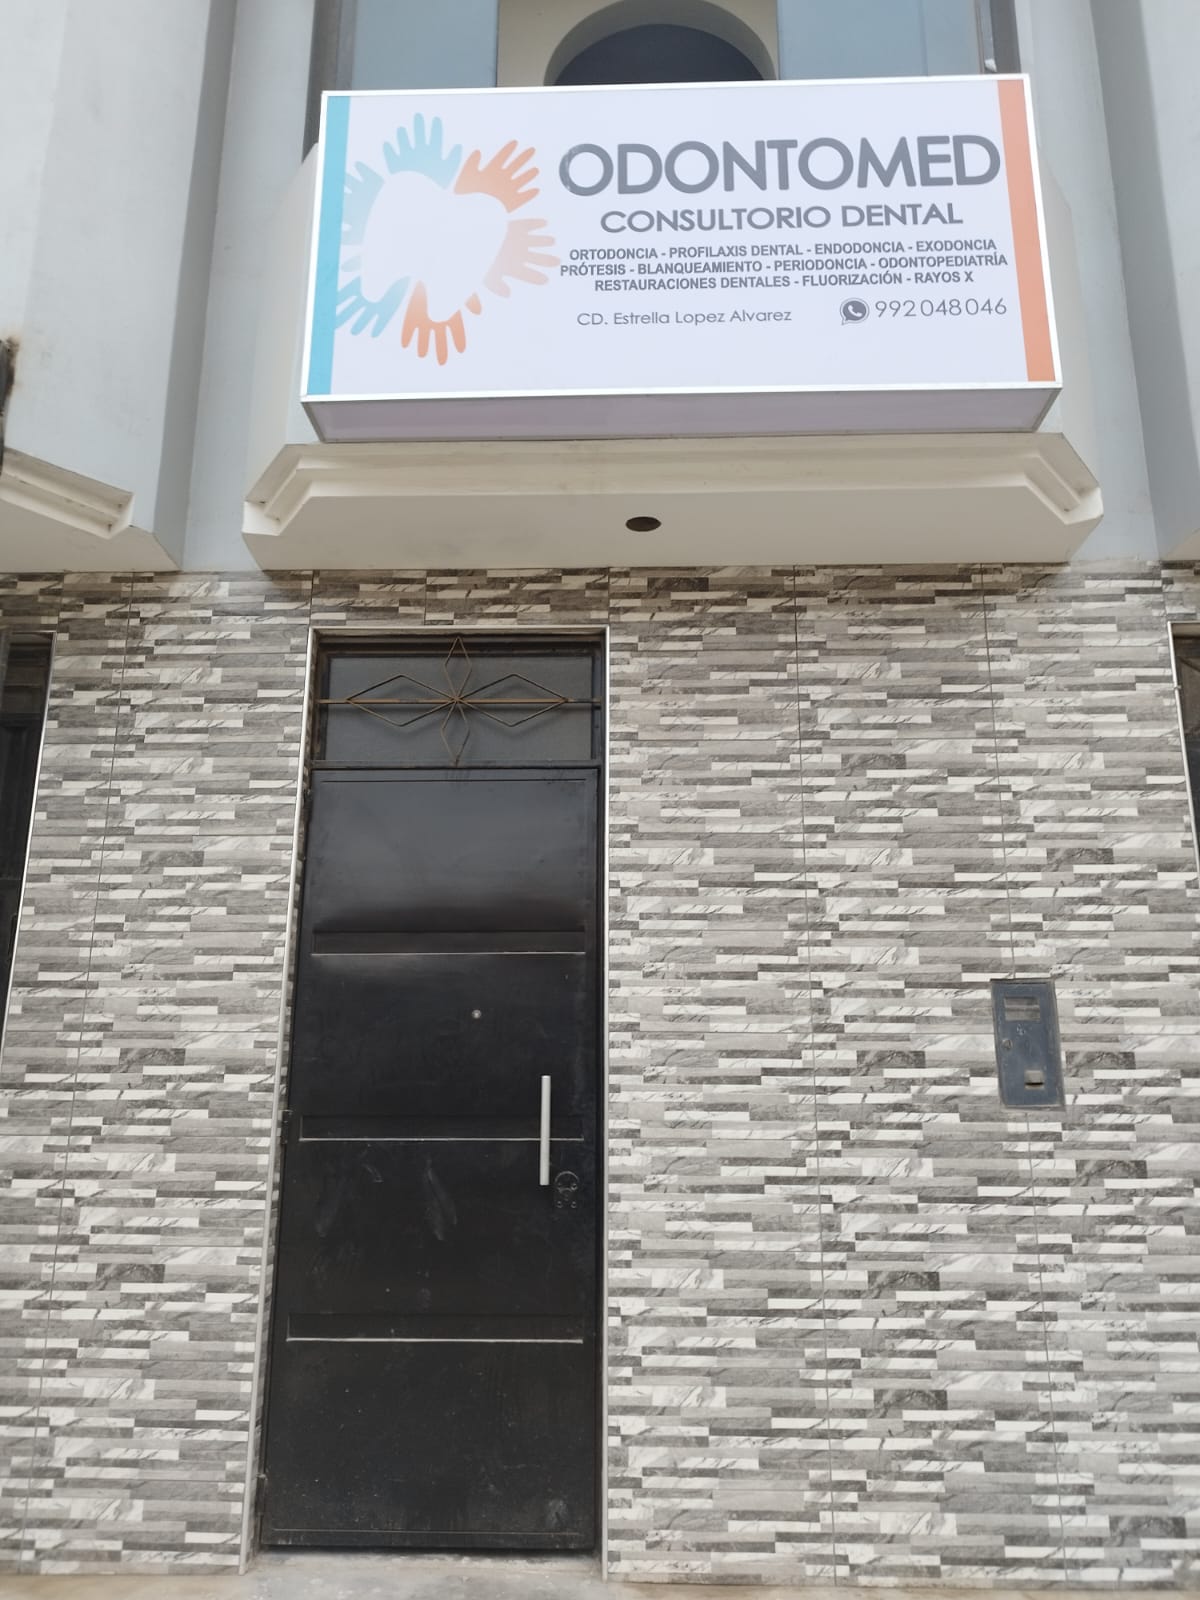 ODONTOMED
CONSULTORIO DENTAL
ORTODONCIA - PROFILAXIS DENTAL - ENDODONCIA - EXODONCIA
PRÓTESIS - BLANQUEAMIENTO - PERIODONCIA - ODONTOPEDIATRÍA
RESTAURACIONES DENTALES - FLUORIZACIÓN - RAYOS X
CD. Estrella Lopez Alvarez 992048046